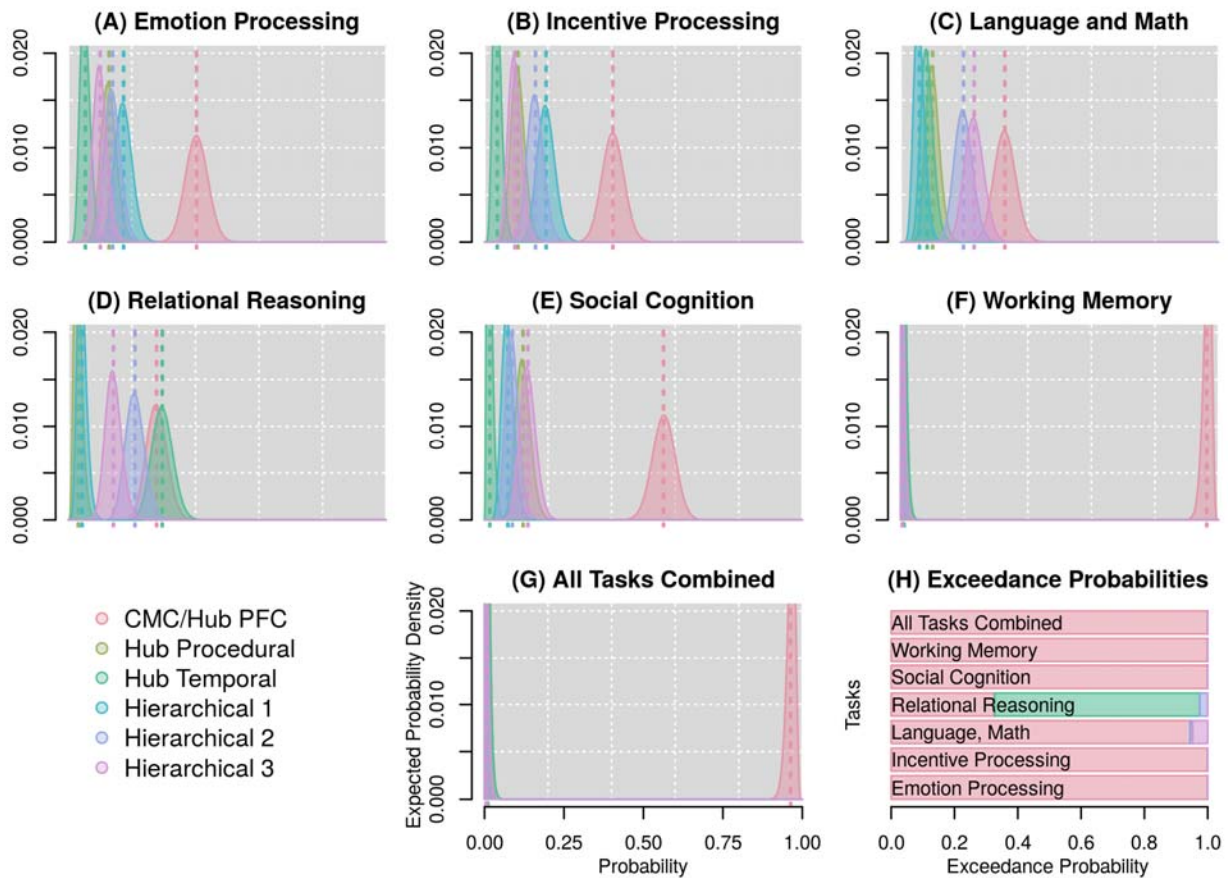 (A) Emotion Processing
0.020
0.010
0.000
(B) Incentive Processing
0.020
0.010
0.000
(C) Language and Math
0.020
0.010
0.000
(D) Relational Reasoning
0.020
0.010
0.000
(E) Social Cognition
0.020
0.010
0.000
(F) Working Memory
0.020
0.010
0.000
CMC/Hub PFC
Hub Procedural
Hub Temporal
Hierarchical 1
Hierarchical 2
Hierarchical 3
(G) All Tasks Combined
Expected Probability Density
0.020
0.010
0.000
0.00 0.25 0.50 0.75 1.00
Probability
(H) Exceedance Probabilities
Tasks
All Tasks Combined
Working Memory
Social Cognition
Relational Reasoning
Language, Math
Incentive Processing
Emotion Processing
0.0 0.2 0.4 0.6 0.8 1.0
Exceedance Probability